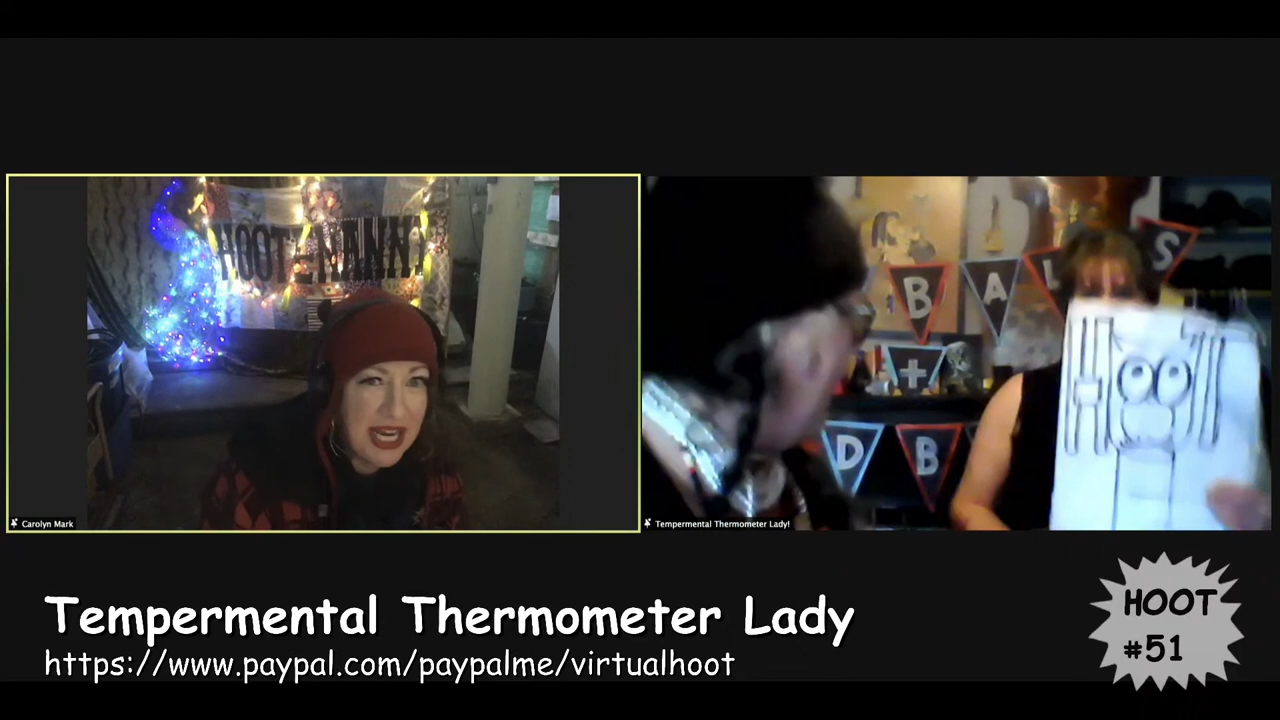 HOOTENANNY
B A L S
+
D B
Carolyn Mark
Tempermental Thermometer Lady!
Tempermental Thermometer Lady
https://www.paypal.com/paypalme/virtualhoot
HOOT
#51